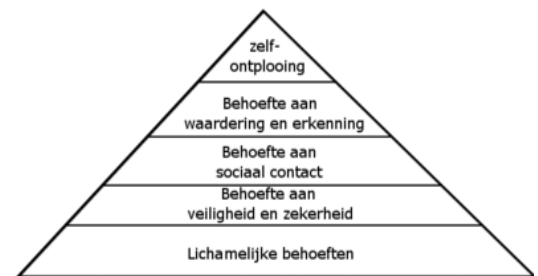 zelf-
ontplooing
Behoefte aan
waardering en erkenning
Behoefte aan
sociaal contact
Behoefte aan
veiligheid en zekerheid
Lichamelijke behoeften